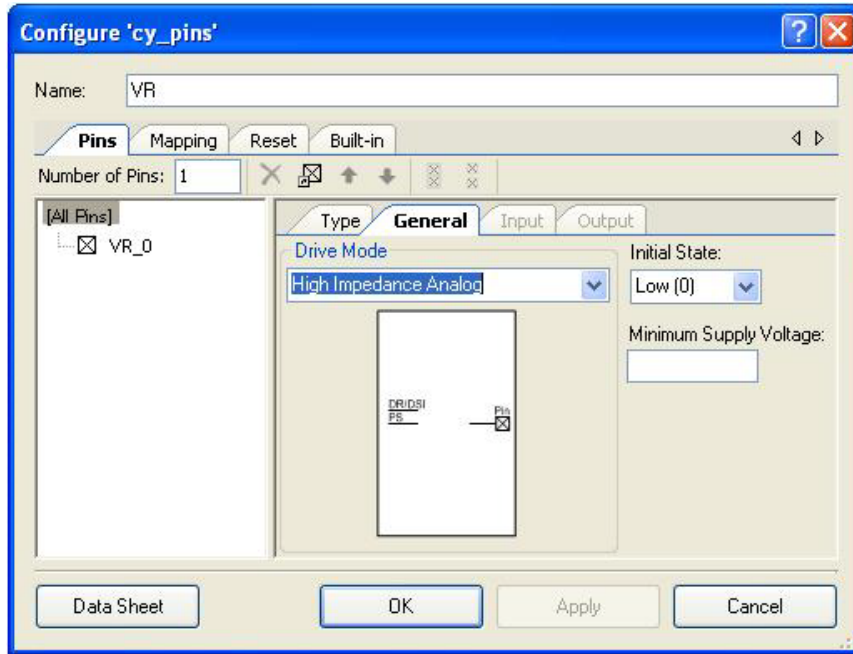 Configure 'cy_pins'
Name: VR
Pins Mapping Reset Built-in
Number of Pins: 1
[All Pins]
VR_0
Type General Input Output
Drive Mode
High Impedance Analog
DR/DSI
PS
Pin
Initial State:
Low (0)
Minimum Supply Voltage:
Data Sheet OK Apply Cancel